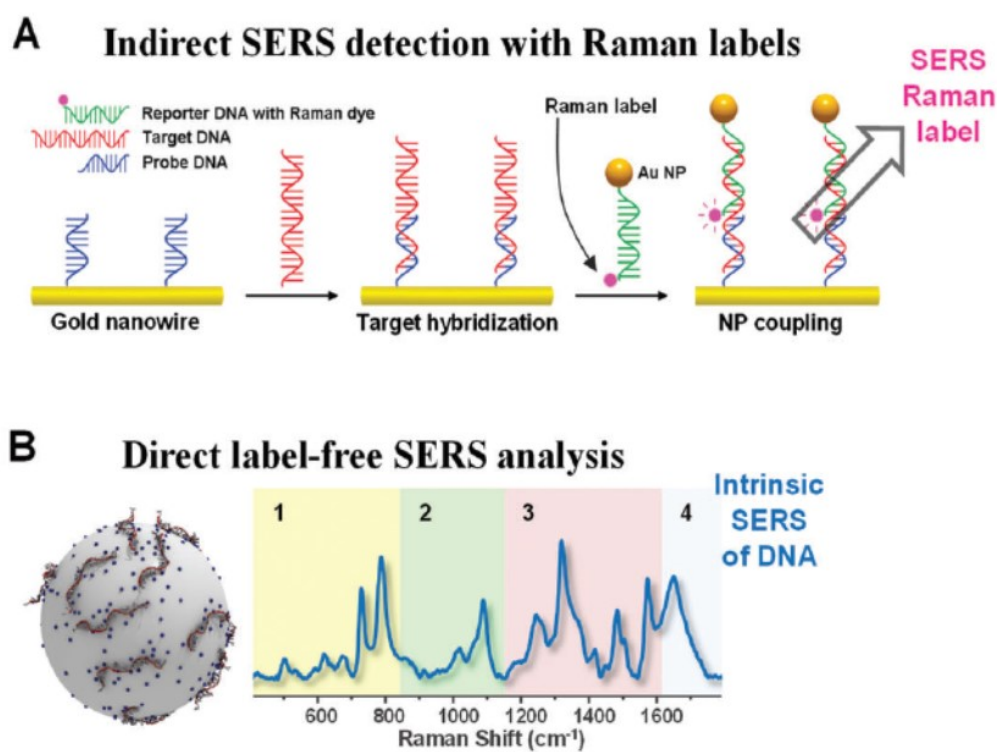 A
Indirect SERS detection with Raman labels
SERS
Raman
label
Reporter DNA with Raman dye
Target DNA
Probe DNA
Raman label
Au NP
Gold nanowire
Target hybridization
NP coupling
B
Direct label-free SERS analysis
1
2
3
4
Intrinsic
SERS
of DNA
600
800
1000
1200
1400
1600
Raman Shift (cm⁻¹)